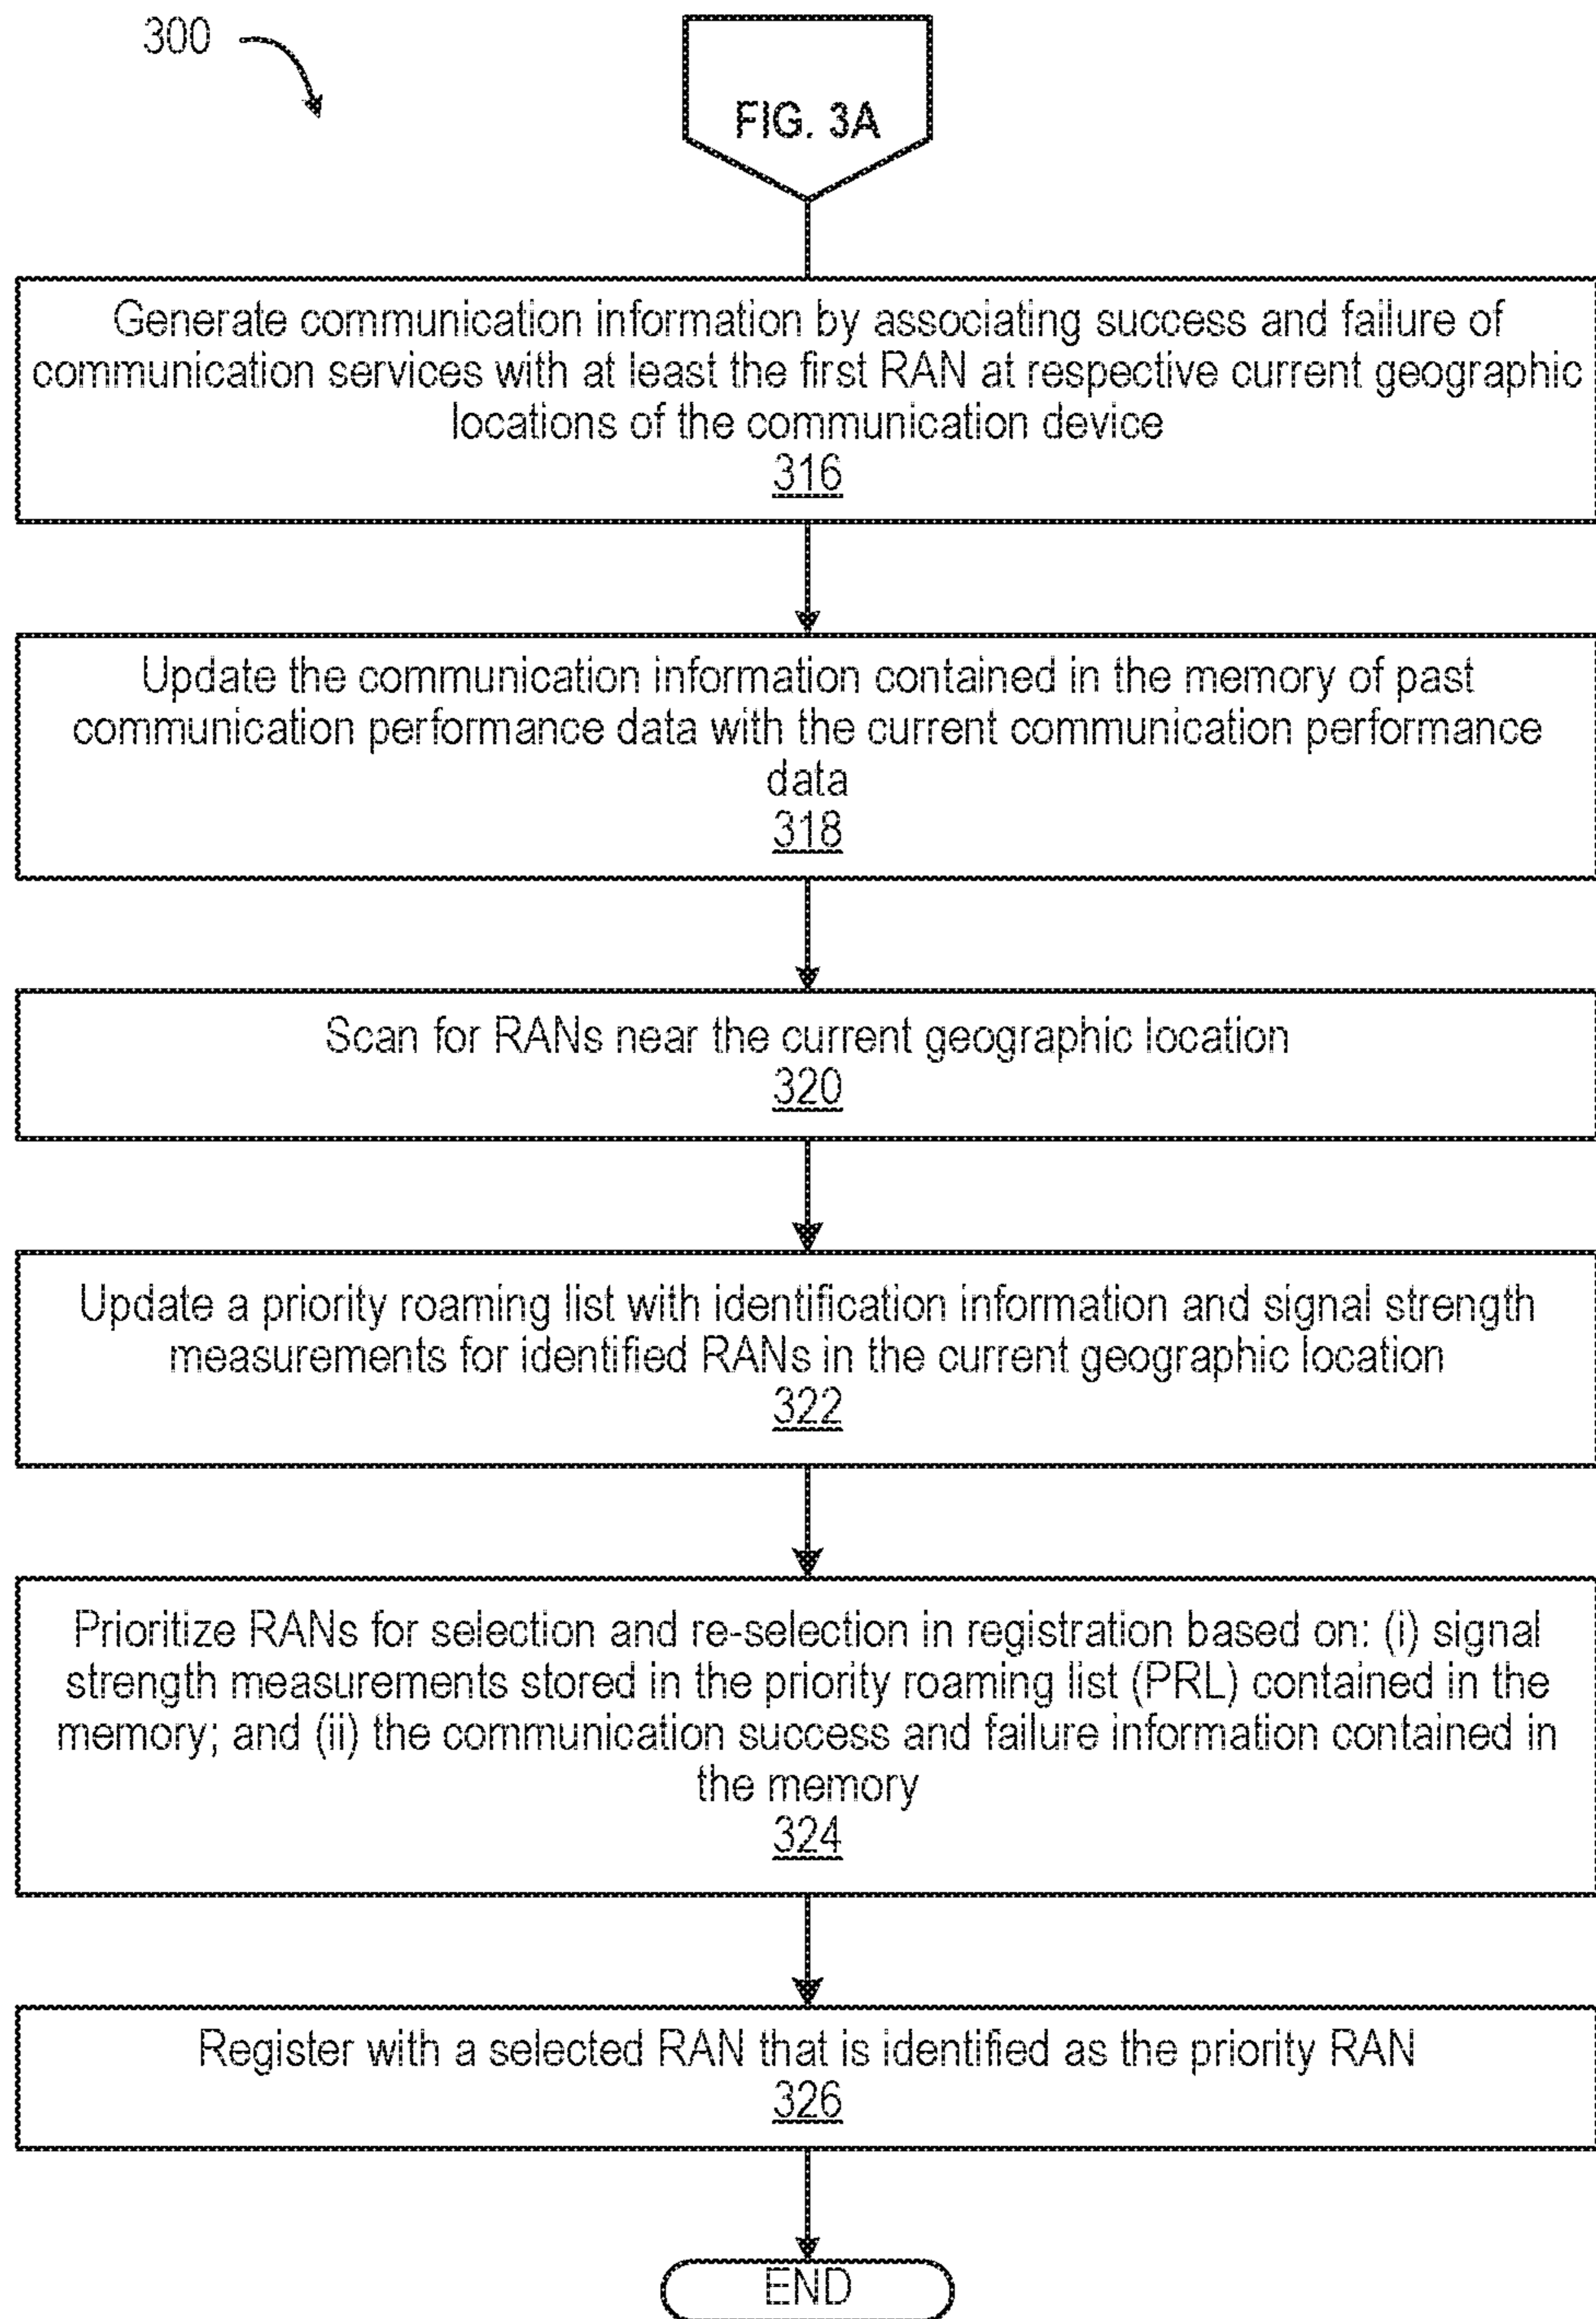 300
FIG. 3A
Generate communication information by associating success and failure of
communication services with at least the first RAN at respective current geographic
locations of the communication device
316
Update the communication information contained in the memory of past
communication performance data with the current communication performance
data
318
Scan for RANs near the current geographic location
320
Update a priority roaming list with identification information and signal strength
measurements for identified RANs in the current geographic location
322
Prioritize RANs for selection and re-selection in registration based on: (i) signal
strength measurements stored in the priority roaming list (PRL) contained in the
memory; and (ii) the communication success and failure information contained in
the memory
324
Register with a selected RAN that is identified as the priority RAN
326
END